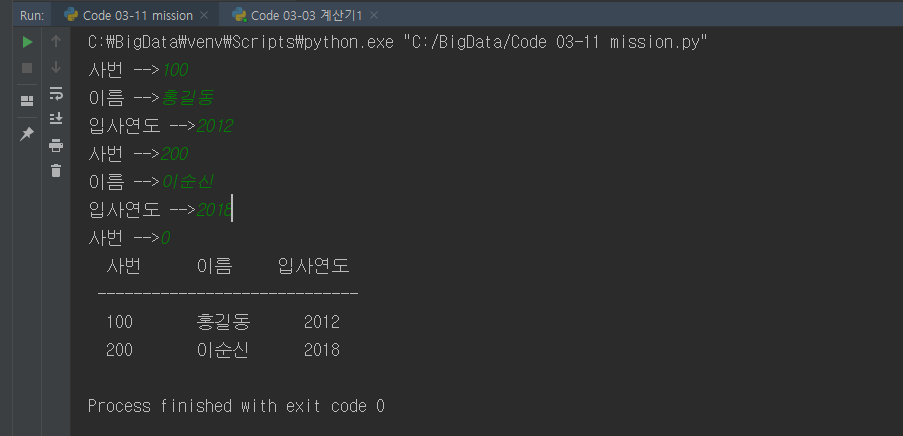 Run: Code 03-11 mission × Code 03-03 계산기1 ×
C:\BigData\venv\Scripts\python.exe "C:/BigData/Code 03-11 mission.py"
사번 -->100
이름 -->홍길동
입사연도 -->2012
사번 -->200
이름 -->이순신
입사연도 -->2018
사번 -->0
사번 이름 입사연도
-----------------------------
100 홍길동 2012
200 이순신 2018
Process finished with exit code 0